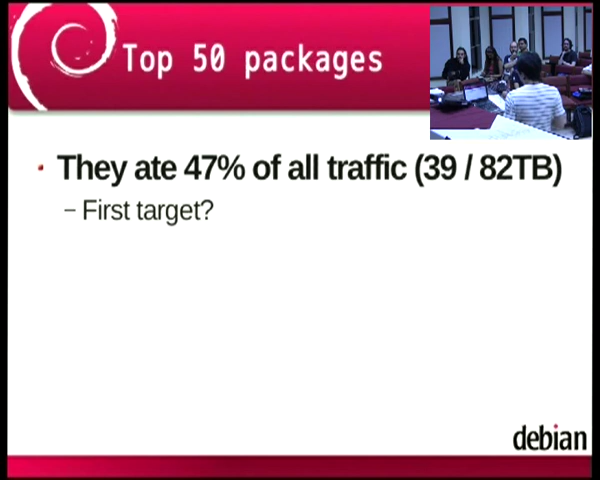 Top 50 packages
They ate 47% of all traffic (39 / 82TB)
– First target?
debian